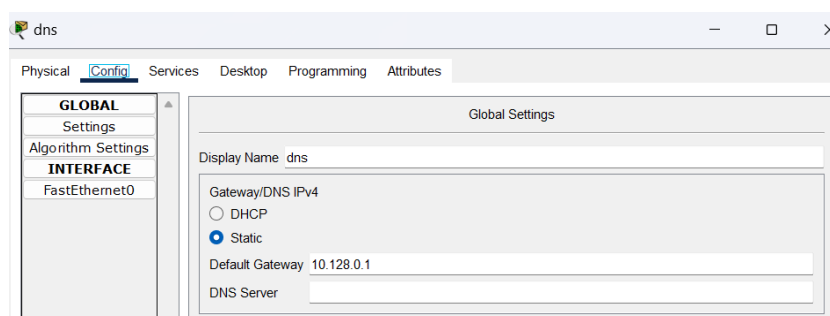 dns
Physical Config Services Desktop Programming Attributes
GLOBAL
Settings
Algorithm Settings
INTERFACE
FastEthernet0
Global Settings
Display Name dns
Gateway/DNS IPv4
DHCP
Static
Default Gateway 10.128.0.1
DNS Server